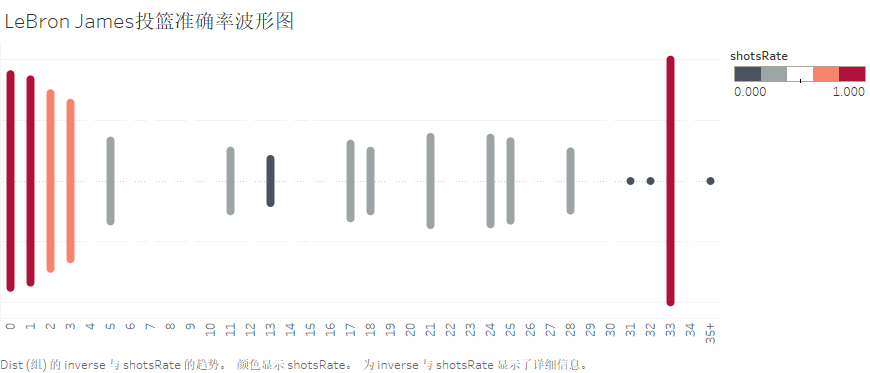 LeBron James投篮准确率波形图
shotsRate
0.000 1.000
0 1 2 3 4 5 6 7 8 9 10 11 12 13 14 15 16 17 18 19 20 21 22 23 24 25 26 27 28 29 30 31 32 33 34 35+
Dist (组) 的 inverse 与 shotsRate 的趋势。 颜色显示 shotsRate。 为 inverse 与 shotsRate 显示了详细信息。